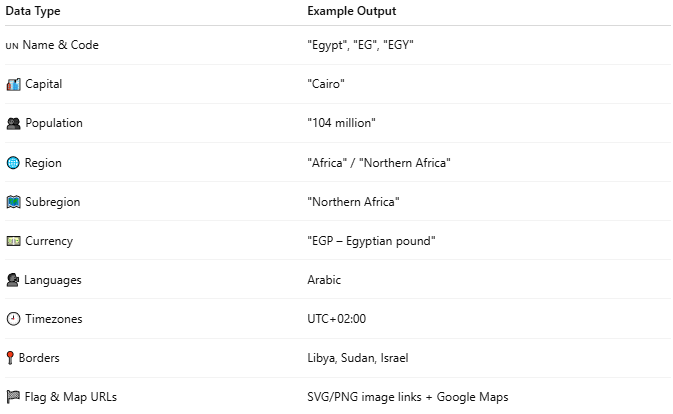 Data Type Example Output
UN Name & Code "Egypt", "EG", "EGY"
Capital "Cairo"
Population "104 million"
Region "Africa" / "Northern Africa"
Subregion "Northern Africa"
Currency "EGP – Egyptian pound"
Languages Arabic
Timezones UTC+02:00
Borders Libya, Sudan, Israel
Flag & Map URLs SVG/PNG image links + Google Maps